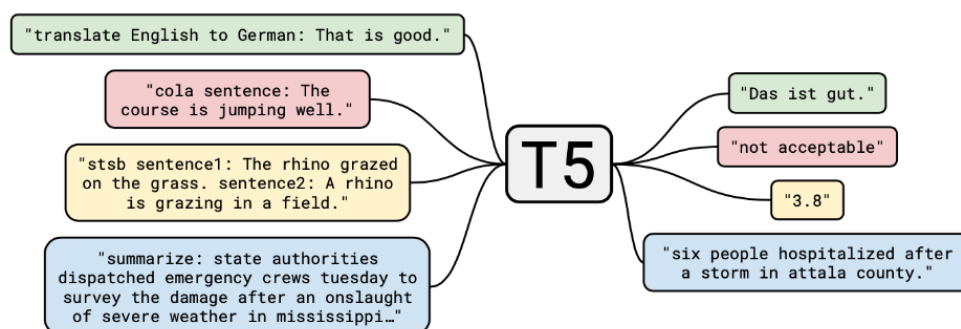 "translate English to German: That is good."
"cola sentence: The
course is jumping well."
"stsb sentence1: The rhino grazed
on the grass. sentence2: A rhino
is grazing in a field."
"summarize: state authorities
dispatched emergency crews tuesday to
survey the damage after an onslaught
of severe weather in mississippi…"
T5
"Das ist gut."
"not acceptable"
"3.8"
"six people hospitalized after
a storm in attala county."